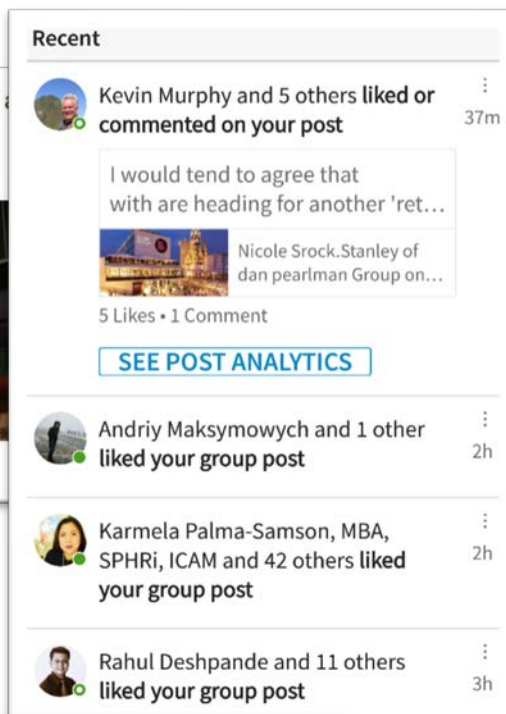 Recent
Kevin Murphy and 5 others liked or
commented on your post
37m
I would tend to agree that
with are heading for another 'ret...
Nicole Srock.Stanley of
dan pearlman Group on...
5 Likes • 1 Comment
SEE POST ANALYTICS
Andriy Maksymowych and 1 other
liked your group post
2h
Karmela Palma-Samson, MBA,
SPHRi, ICAM and 42 others liked
your group post
2h
Rahul Deshpande and 11 others
liked your group post
3h